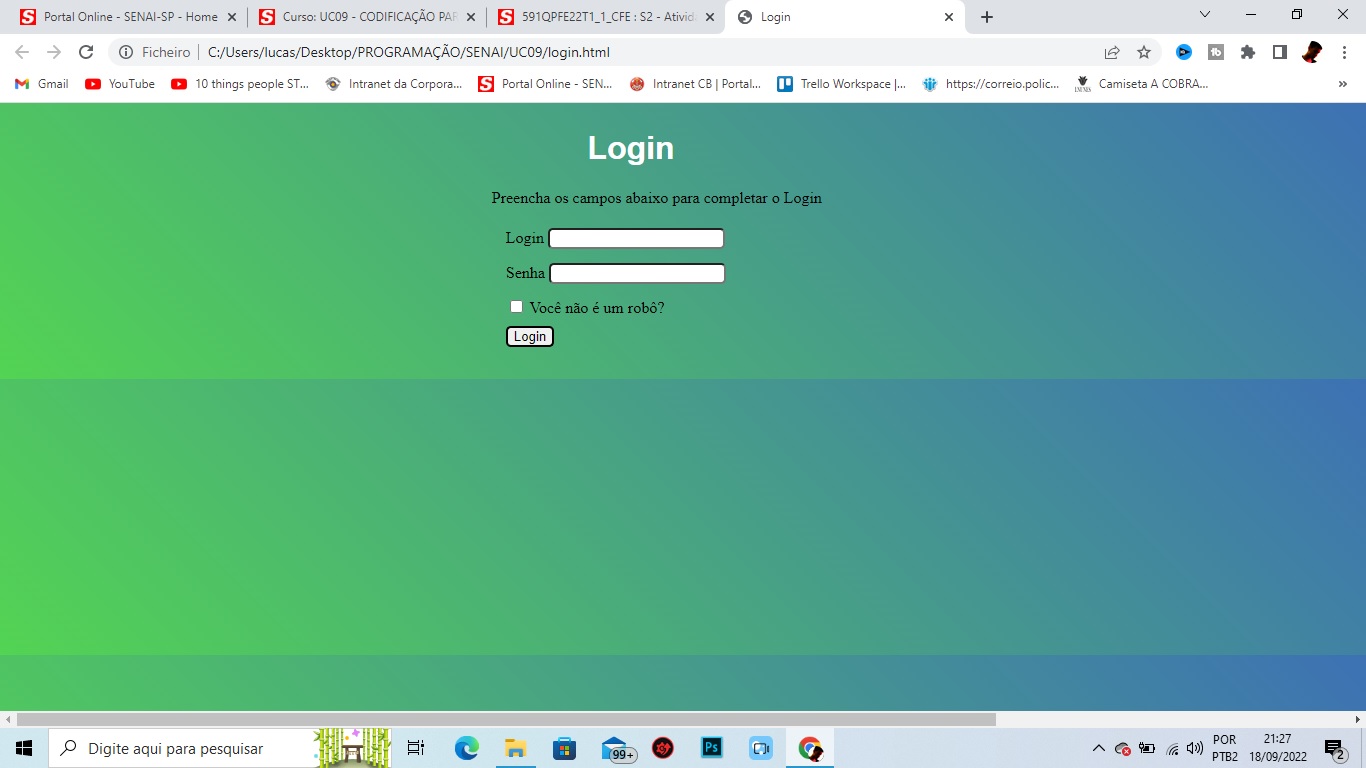 Portal Online - SENAI-SP - Home
Curso: UC09 - CODIFICAÇÃO PAR
591QPFE22T1_1_CFE : S2 - Ativida
Login
Ficheiro
C:/Users/lucas/Desktop/PROGRAMAÇÃO/SENAI/UC09/login.html
Gmail
YouTube
10 things people ST...
Intranet da Corpora...
Portal Online - SEN...
Intranet CB | Portal...
Trello Workspace |...
https://correio.polic...
Camiseta A COBRA...
»
Login
Preencha os campos abaixo para completar o Login
Login
Senha
Você não é um robô?
Login
Digite aqui para pesquisar
99+
Ps
POR
PTB2
21:27
18/09/2022
2